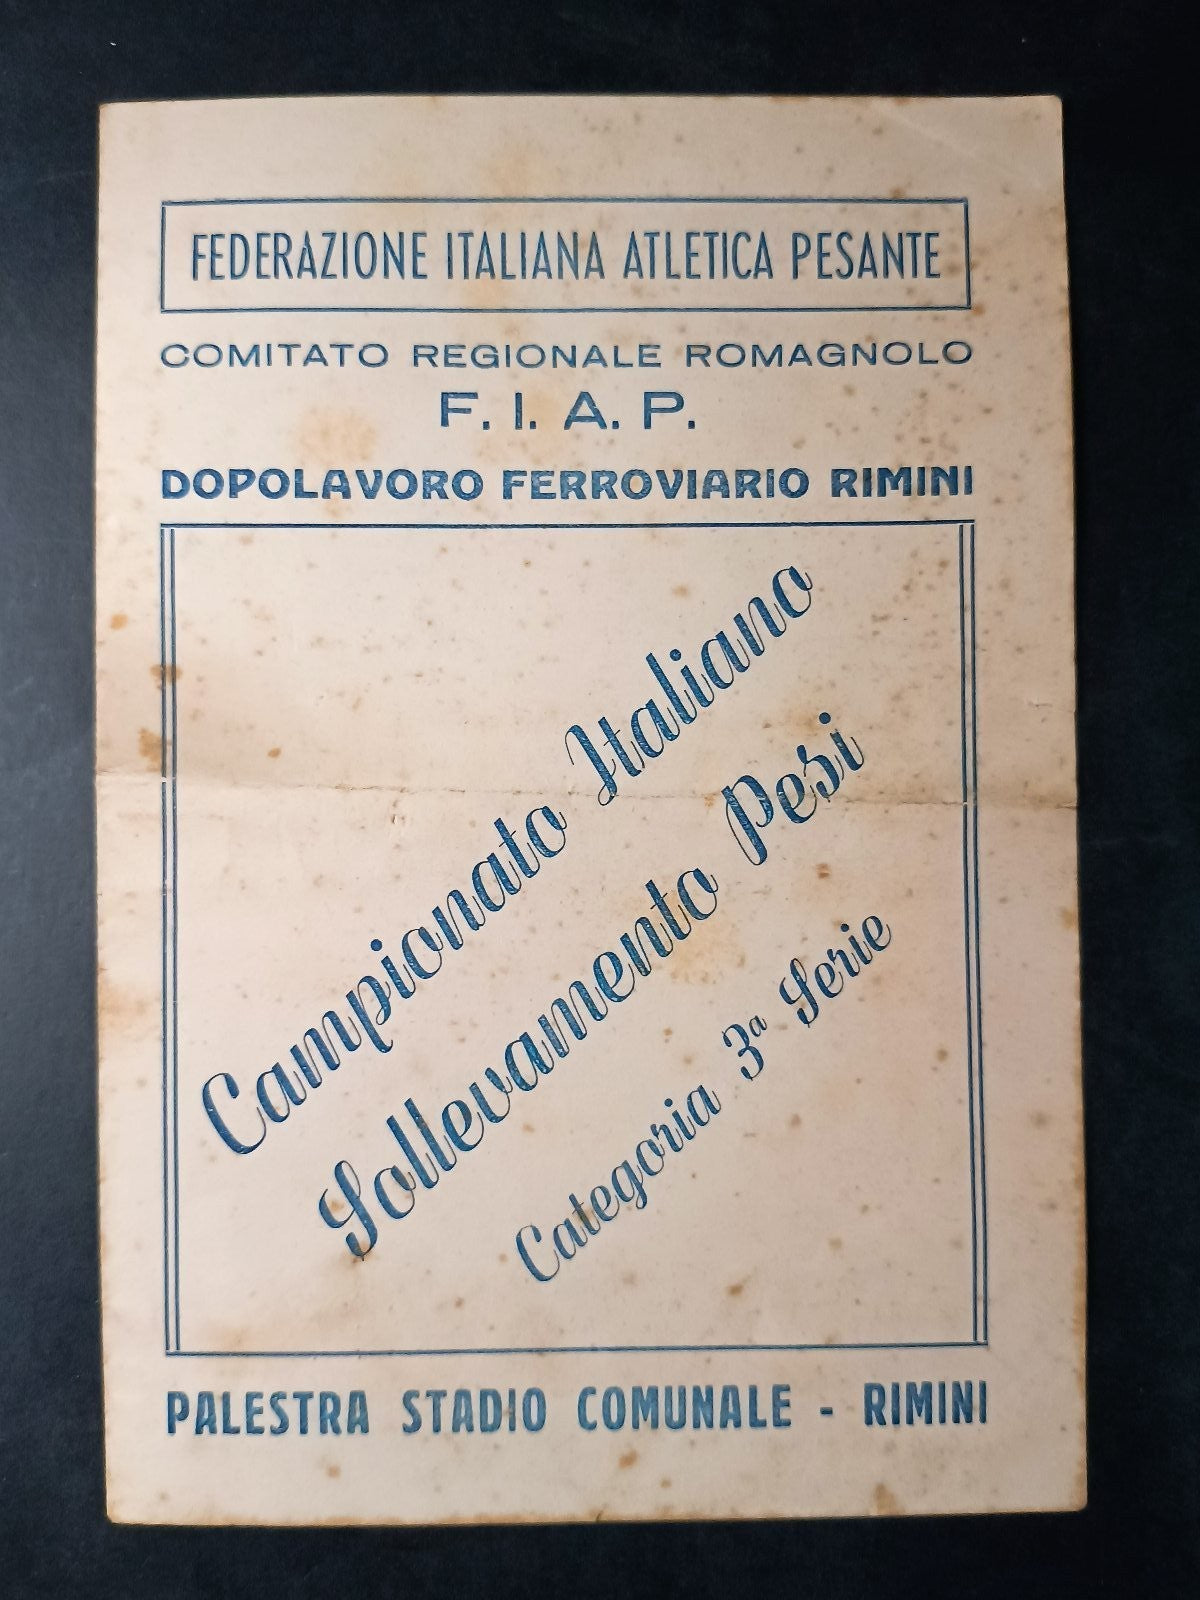 FEDERAZIONE ITALIANA ATLETICA PESANTE
COMITATO REGIONALE ROMAGNOLO
F. I. A. P.
DOPOLAVORO FERROVIARIO RIMINI
Campionato Italiano
Sollevamento Pesi
Categoria 3ª Serie
PALESTRA STADIO COMUNALE - RIMINI